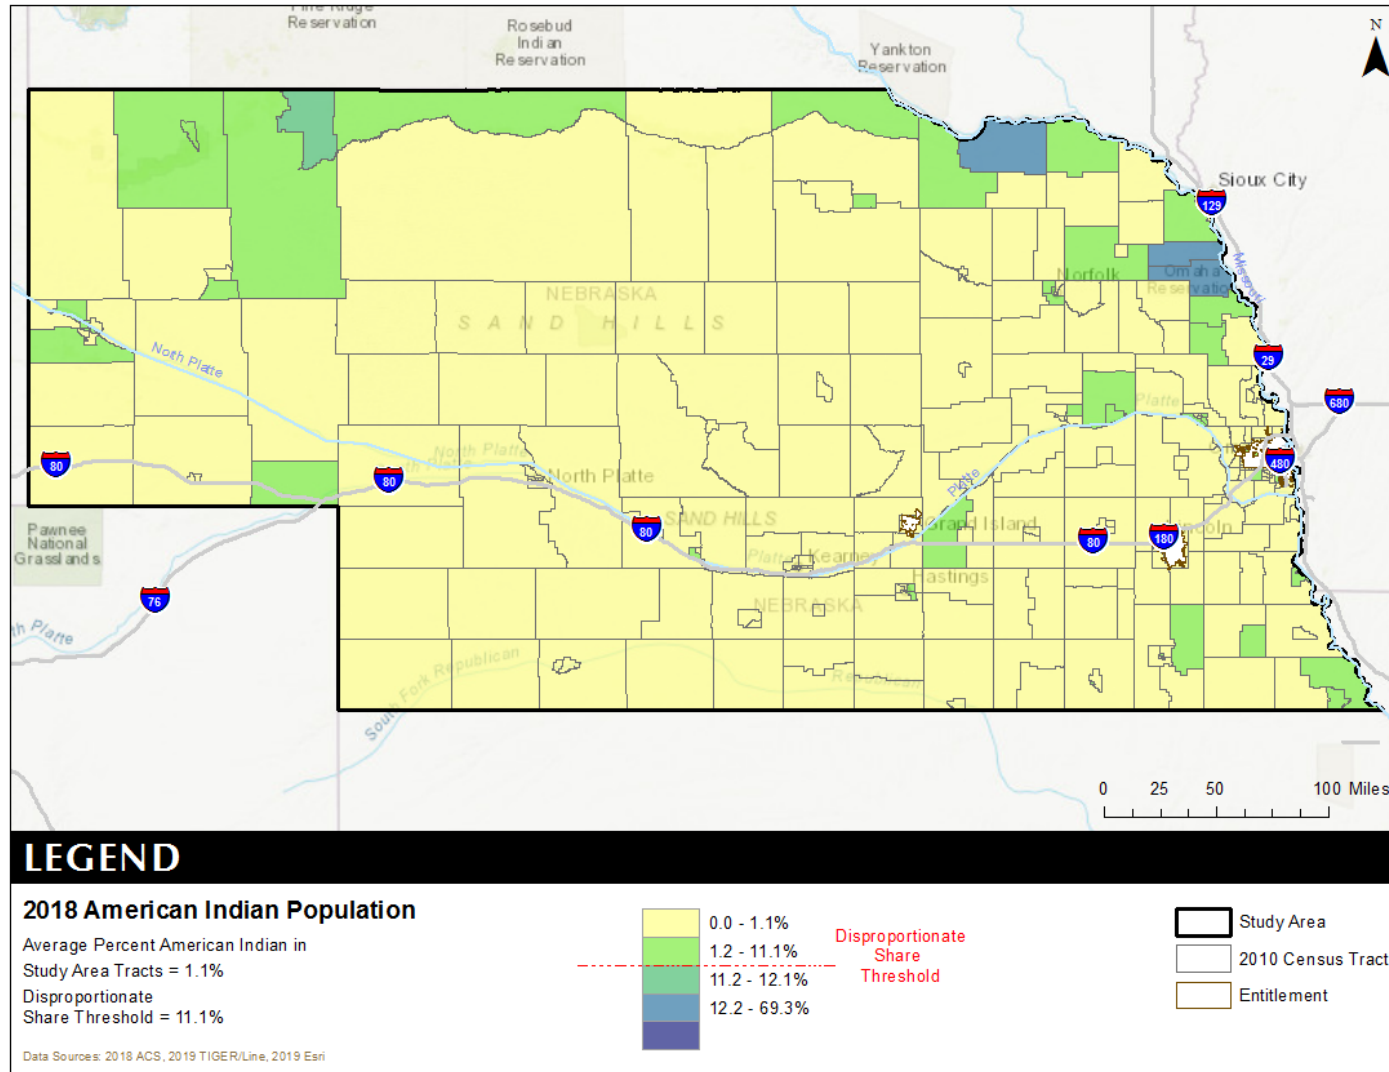 Pine Ridge
Reservation
Rosebud
Indian
Reservation
Yankton
Reservation
N
Sioux City
129
Missouri
Norfolk
Omaha
Reservation
NEBRASKA
SAND HILLS
North Platte
29
680
Platte
North Platte
80
80
North Platte
480
Platte
SAND HILLS
80
Grand Island
80
180
Lincoln
Pawnee
National
Grasslands
Platte
Kearney
Hastings
76
NEBRASKA
South Fork Republican
Republican
0 25 50 100 Miles
LEGEND
2018 American Indian Population
Average Percent American Indian in
Study Area Tracts = 1.1%
Disproportionate
Share Threshold = 11.1%
Data Sources: 2018 ACS, 2019 TIGER/Line, 2019 Esri
0.0 - 1.1%
1.2 - 11.1%
11.2 - 12.1%
12.2 - 69.3%
Disproportionate
Share
Threshold
Study Area
2010 Census Tract
Entitlement